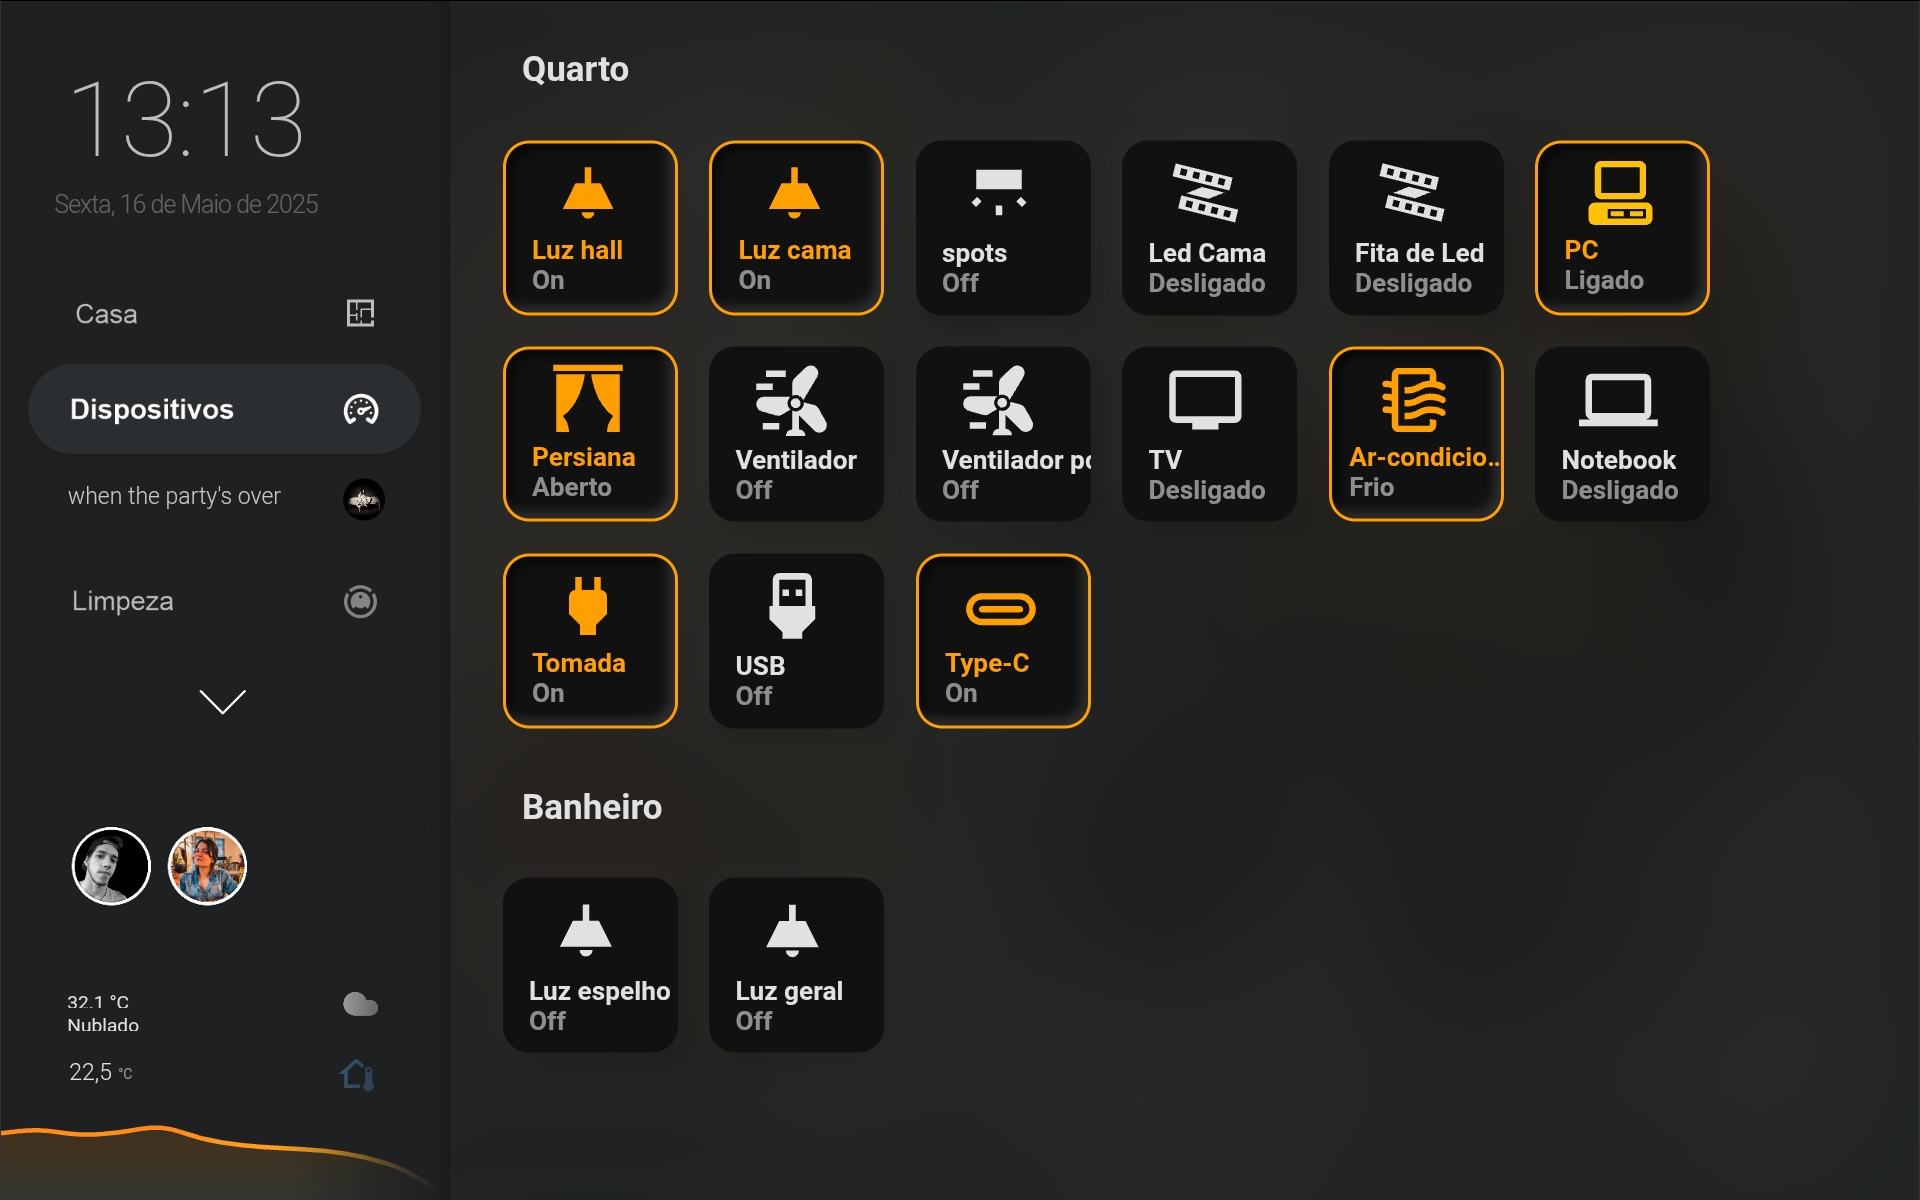 13:13
Sexta, 16 de Maio de 2025
Casa
Dispositivos
when the party's over
Limpeza
32.1 °C
Nublado
22,5 °C
Quarto
Luz hall
On
Luz cama
On
spots
Off
Led Cama
Desligado
Fita de Led
Desligado
PC
Ligado
Persiana
Aberto
Ventilador
Off
Ventilador po
Off
TV
Desligado
Ar-condicio..
Frio
Notebook
Desligado
Tomada
On
USB
Off
Type-C
On
Banheiro
Luz espelho
Off
Luz geral
Off